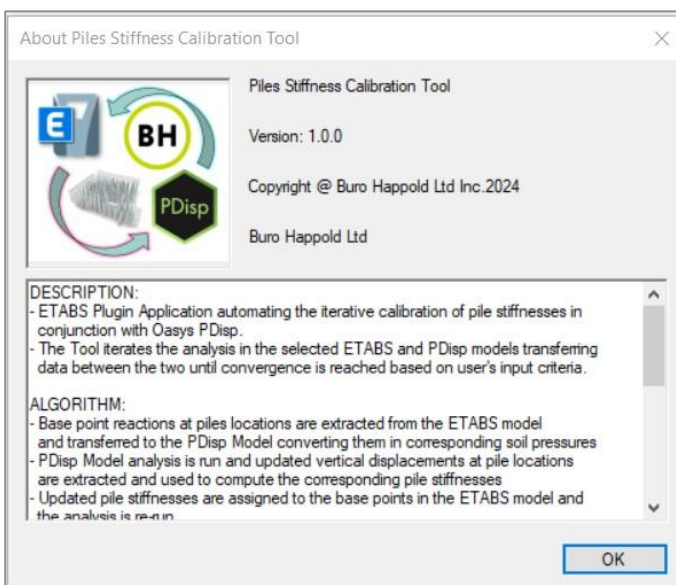 About Piles Stiffness Calibration Tool
E
BH
PDisp
Piles Stiffness Calibration Tool
Version: 1.0.0
Copyright @ Buro Happold Ltd Inc.2024
Buro Happold Ltd
DESCRIPTION:
- ETABS Plugin Application automating the iterative calibration of pile stiffnesses in
conjunction with Oasys PDisp.
- The Tool iterates the analysis in the selected ETABS and PDisp models transferring
data between the two until convergence is reached based on user's input criteria.
ALGORITHM:
- Base point reactions at piles locations are extracted from the ETABS model
and transferred to the PDisp Model converting them in corresponding soil pressures
- PDisp Model analysis is run and updated vertical displacements at pile locations
are extracted and used to compute the corresponding pile stiffnesses
- Updated pile stiffnesses are assigned to the base points in the ETABS model and
the analysis is re-run
OK